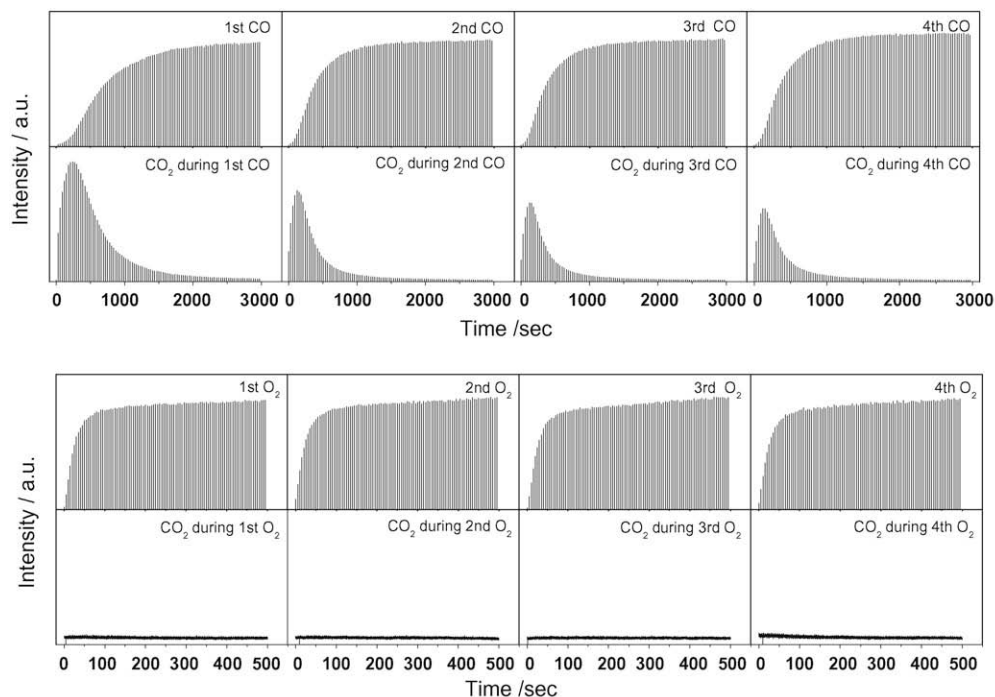 1st CO
2nd CO
3rd CO
4th CO
CO₂ during 1st CO
CO₂ during 2nd CO
CO₂ during 3rd CO
CO₂ during 4th CO
Intensity / a.u.
0 1000 2000 3000 0 1000 2000 3000 0 1000 2000 3000 0 1000 2000 3000
Time /sec
1st O₂
2nd O₂
3rd O₂
4th O₂
CO₂ during 1st O₂
CO₂ during 2nd O₂
CO₂ during 3rd O₂
CO₂ during 4th O₂
Intensity / a.u.
0 100 200 300 400 500 0 100 200 300 400 500 0 100 200 300 400 500 0 100 200 300 400 500
Time /sec